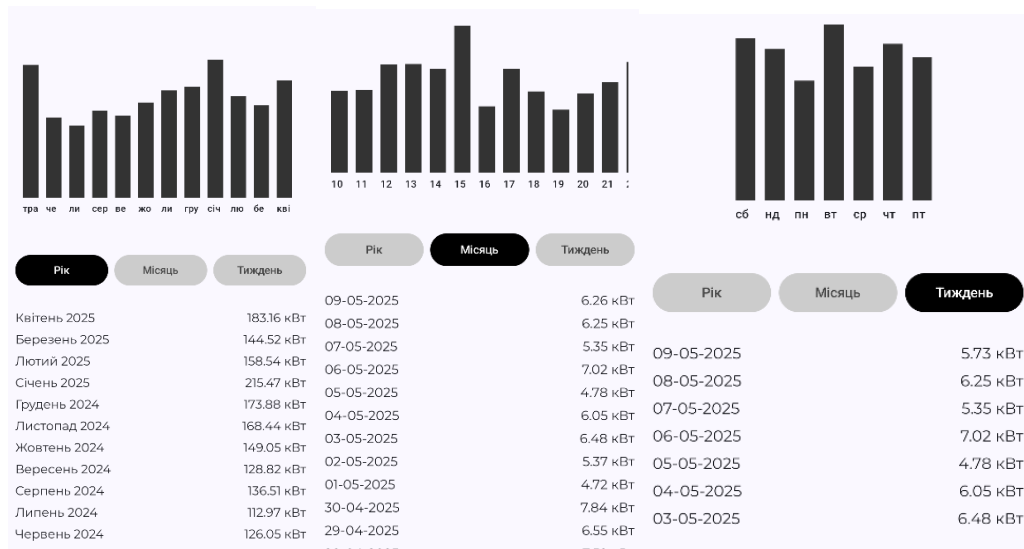 тра че ли сер ве жо ли гру січ лю бе кві
Рік Місяць Тиждень
Квітень 2025 183.16 кВт
Березень 2025 144.52 кВт
Лютий 2025 158.54 кВт
Січень 2025 215.47 кВт
Грудень 2024 173.88 кВт
Листопад 2024 168.44 кВт
Жовтень 2024 149.05 кВт
Вересень 2024 128.82 кВт
Серпень 2024 136.51 кВт
Липень 2024 112.97 кВт
Червень 2024 126.05 кВт
10 11 12 13 14 15 16 17 18 19 20 21
Рік Місяць Тиждень
09-05-2025 6.26 кВт
08-05-2025 6.25 кВт
07-05-2025 5.35 кВт
06-05-2025 7.02 кВт
05-05-2025 4.78 кВт
04-05-2025 6.05 кВт
03-05-2025 6.48 кВт
02-05-2025 5.37 кВт
01-05-2025 4.72 кВт
30-04-2025 7.84 кВт
29-04-2025 6.55 кВт
сб нд пн вт ср чт пт
Рік Місяць Тиждень
09-05-2025 5.73 кВт
08-05-2025 6.25 кВт
07-05-2025 5.35 кВт
06-05-2025 7.02 кВт
05-05-2025 4.78 кВт
04-05-2025 6.05 кВт
03-05-2025 6.48 кВт